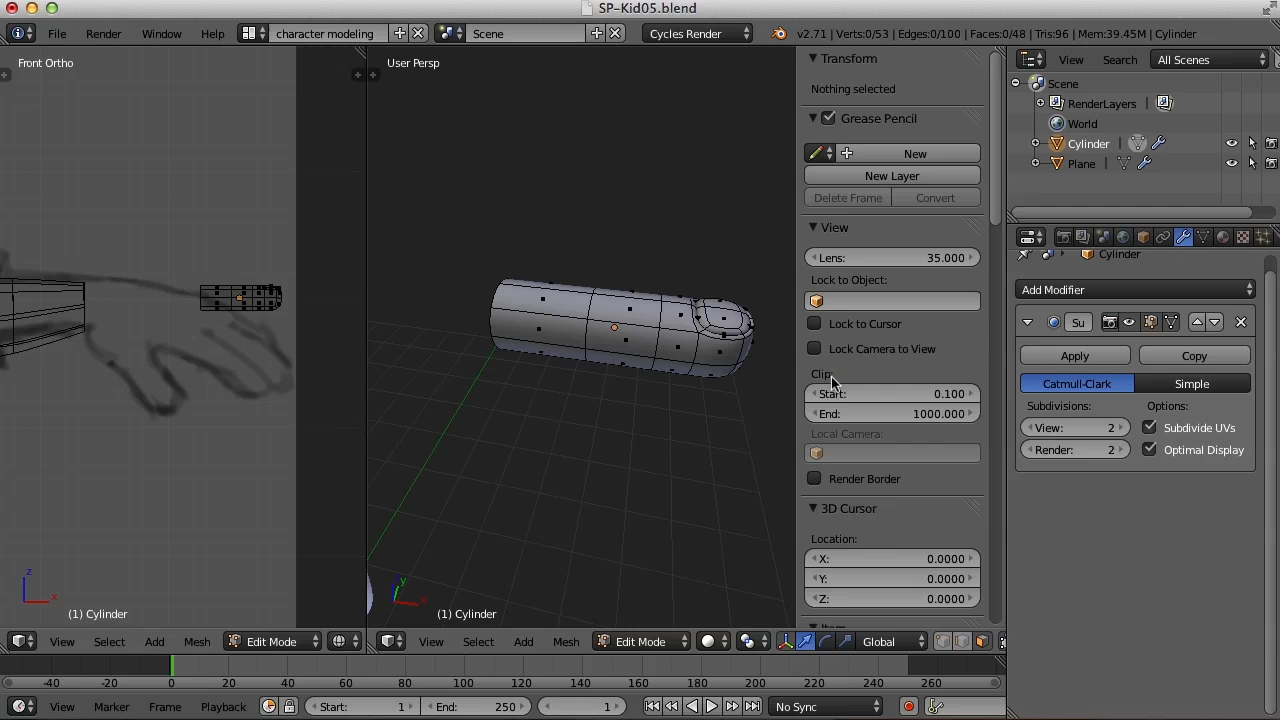 SP-Kid05.blend
File Render Window Help character modeling Scene Cycles Render v2.71 | Verts:0/53 | Edges:0/100 | Faces:0/48 | Tris:96 | Mem:39.45M | Cylinder
Front Ortho
(1) Cylinder
z
x
View Select Add Mesh Edit Mode
User Persp
y
x
(1) Cylinder
View Select Add Mesh Edit Mode Global
Transform
Nothing selected
Grease Pencil
New
New Layer
Delete Frame Convert
View
Lens: 35.000
Lock to Object:
Lock to Cursor
Lock Camera to View
Clip:
Start: 0.100
End: 1000.000
Local Camera:
Render Border
3D Cursor
Location:
X: 0.0000
Y: 0.0000
Z: 0.0000
View Search All Scenes
Scene
RenderLayers
World
Cylinder
Plane
Cylinder
Add Modifier
Su
Apply Copy
Catmull-Clark Simple
Subdivisions: Options:
View: 2 Subdivide UVs
Render: 2 Optimal Display
-40 -20 0 20 40 60 80 100 120 140 160 180 200 220 240 260
View Marker Frame Playback Start: 1 End: 250 1 No Sync